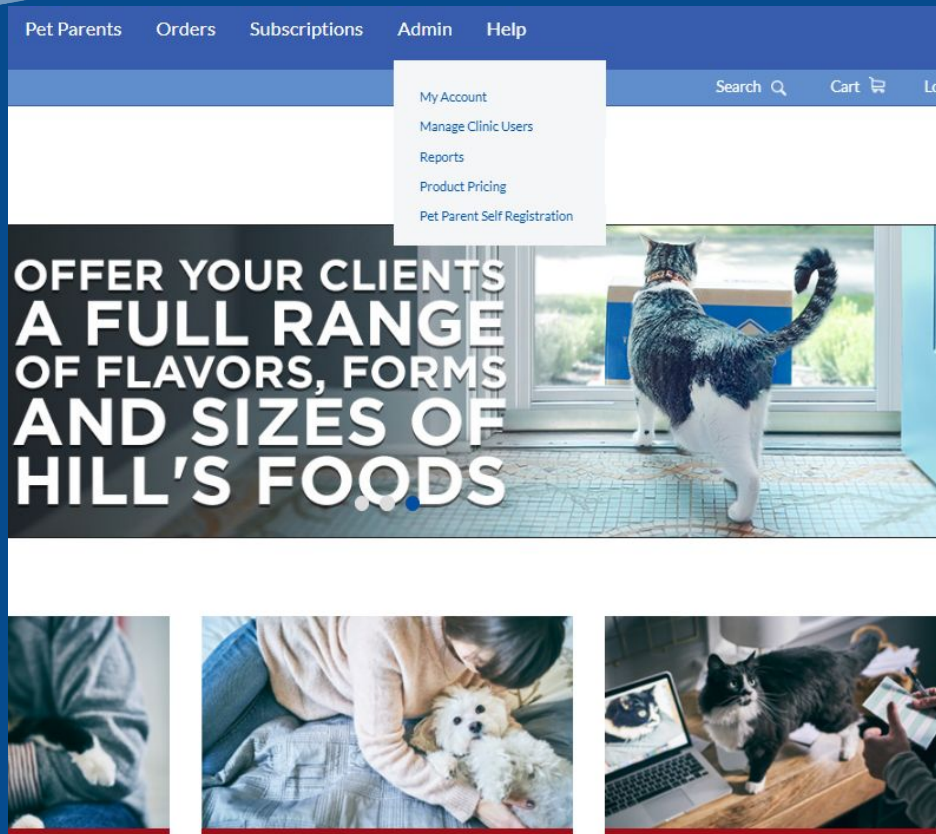 Pet Parents Orders Subscriptions Admin Help
Search Cart Lo
My Account
Manage Clinic Users
Reports
Product Pricing
Pet Parent Self Registration
OFFER YOUR CLIENTS
A FULL RANGE
OF FLAVORS, FORMS
AND SIZES OF
HILL'S FOODS